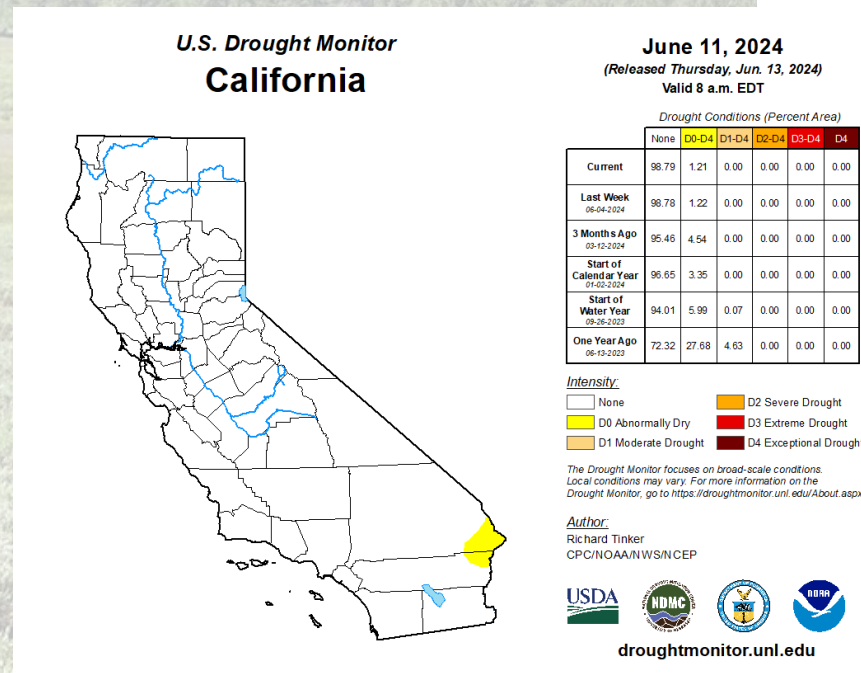 U.S. Drought Monitor
California
June 11, 2024
(Released Thursday, Jun. 13, 2024)
Valid 8 a.m. EDT
Drought Conditions (Percent Area)
None D0-D4 D1-D4 D2-D4 D3-D4 D4
Current 98.79 1.21 0.00 0.00 0.00 0.00
Last Week
06-04-2024 98.78 1.22 0.00 0.00 0.00 0.00
3 Months Ago
03-12-2024 95.46 4.54 0.00 0.00 0.00 0.00
Start of
Calendar Year
01-02-2024 96.65 3.35 0.00 0.00 0.00 0.00
Start of
Water Year
09-26-2023 94.01 5.99 0.07 0.00 0.00 0.00
One Year Ago
06-13-2023 72.32 27.68 4.63 0.00 0.00 0.00
Intensity:
None
D0 Abnormally Dry
D1 Moderate Drought
D2 Severe Drought
D3 Extreme Drought
D4 Exceptional Drough
The Drought Monitor focuses on broad-scale conditions.
Local conditions may vary. For more information on the
Drought Monitor, go to https://droughtmonitor.unl.edu/About.aspx
Author:
Richard Tinker
CPC/NOAA/NWS/NCEP
USDA
NDMC
NOAA
droughtmonitor.unl.edu